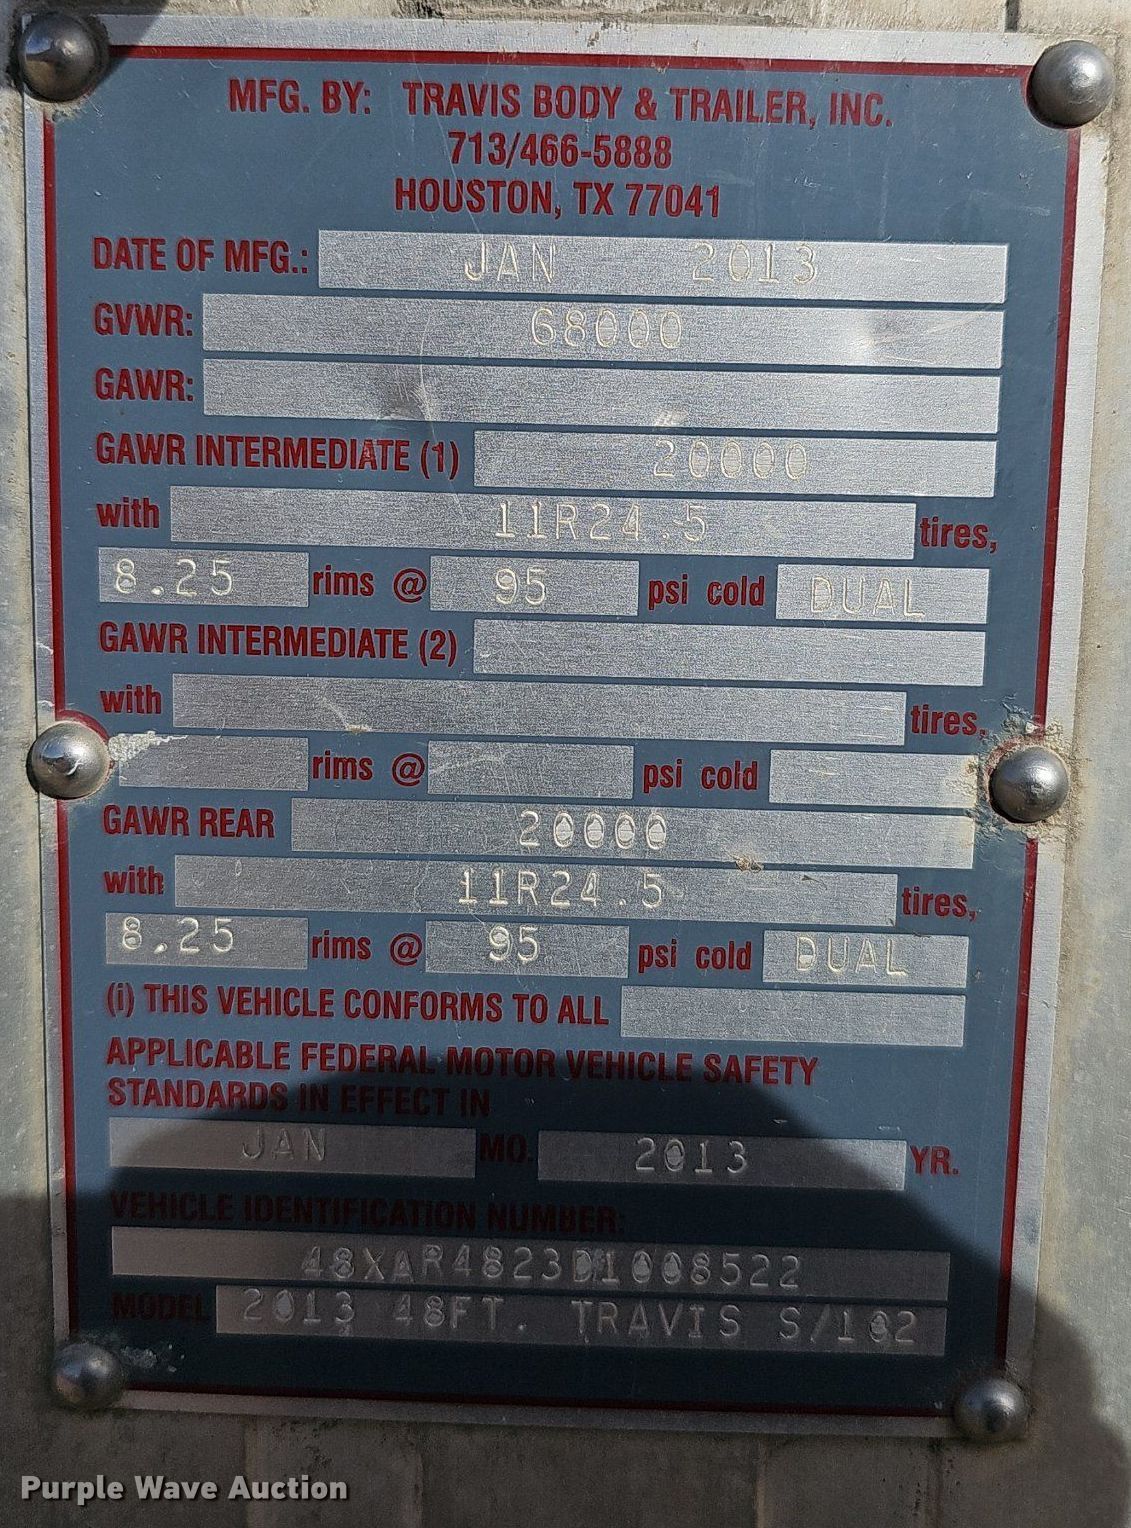 MFG. BY: TRAVIS BODY & TRAILER, INC.
713/466-5888
HOUSTON, TX 77041
DATE OF MFG.: JAN 2013
GVWR: 68000
GAWR:
GAWR INTERMEDIATE (1) 20000
with 11R24.5 tires,
8.25 rims @ 95 psi cold DUAL
GAWR INTERMEDIATE (2)
with tires,
rims @ psi cold
GAWR REAR 20000
with 11R24.5 tires,
8.25 rims @ 95 psi cold DUAL
(i) THIS VEHICLE CONFORMS TO ALL
APPLICABLE FEDERAL MOTOR VEHICLE SAFETY
STANDARDS IN EFFECT IN
JAN MO. 2013 YR.
VEHICLE IDENTIFICATION NUMBER:
48XAR4823D1008522
MODEL 2013 48FT. TRAVIS S/102
Purple Wave Auction